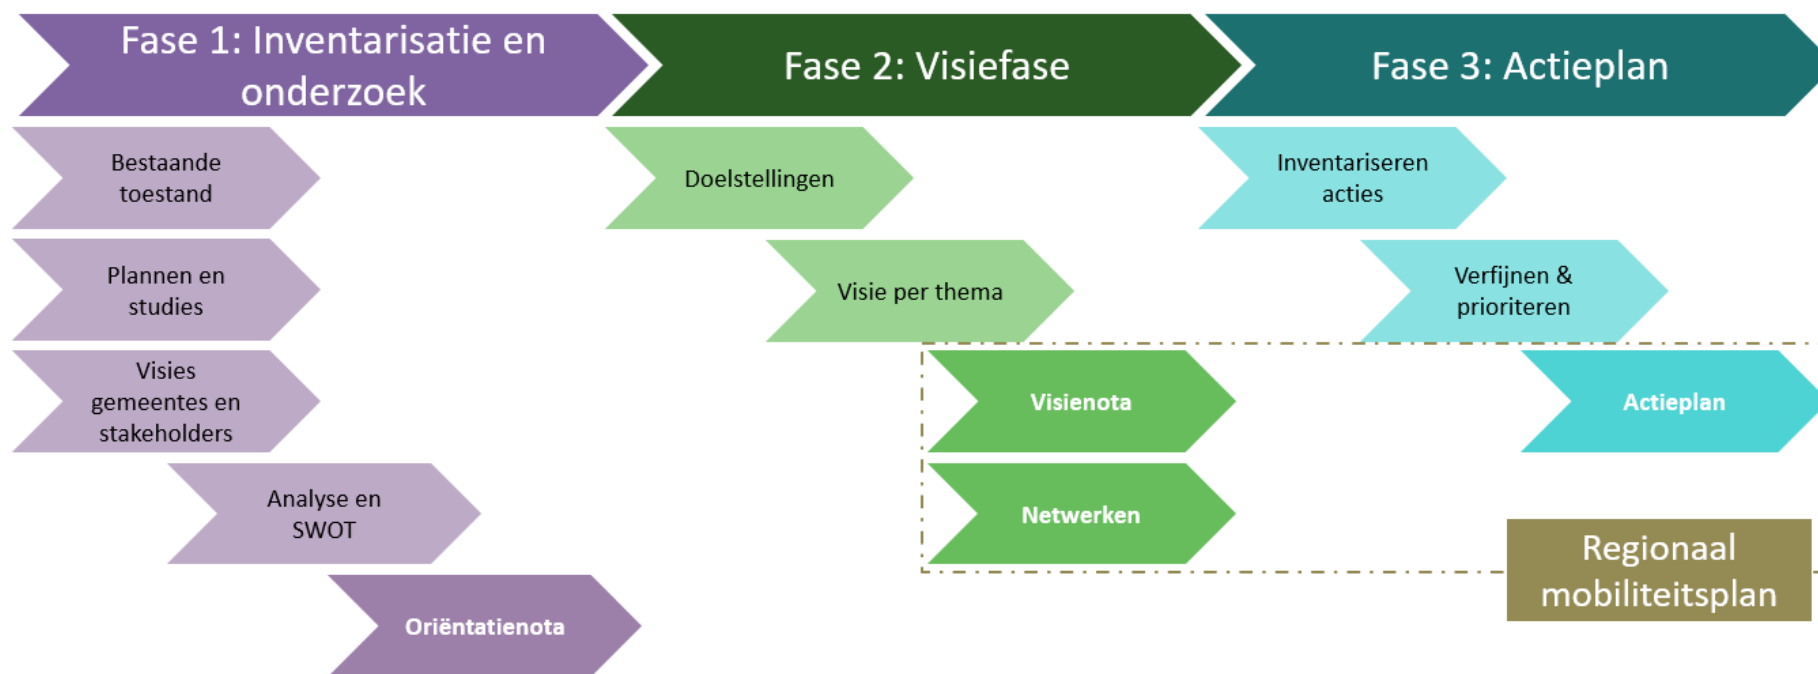 Fase 1: Inventarisatie en
onderzoek
Fase 2: Visiefase
Fase 3: Actieplan
Bestaande
toestand
Doelstellingen
Inventariseren
acties
Plannen en
studies
Visie per thema
Verfijnen &
prioriteren
Visies
gemeentes en
stakeholders
Visienota
Actieplan
Analyse en
SWOT
Netwerken
Regionaal
mobiliteitsplan
Oriëntatienota